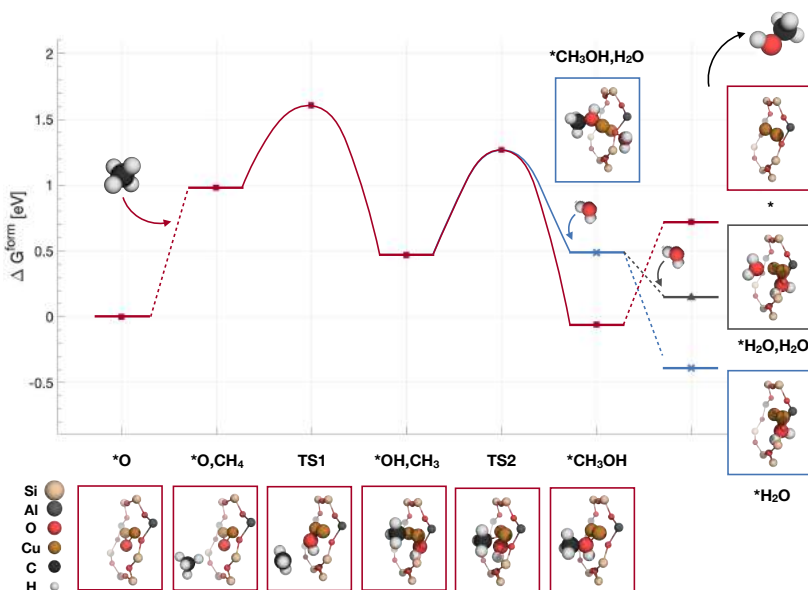 2
1.5
1
0.5
0
-0.5
Δ G^form [eV]
*CH₃OH,H₂O
*
*H₂O,H₂O
*H₂O
*O
*O,CH₄
TS1
*OH,CH₃
TS2
*CH₃OH
Si
Al
O
Cu
C
H